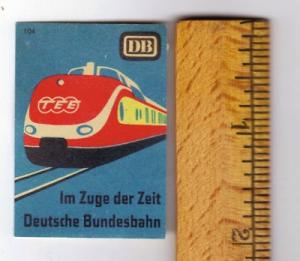 104
DB
TEE
Im Zuge der Zeit
Deutsche Bundesbahn
1
2